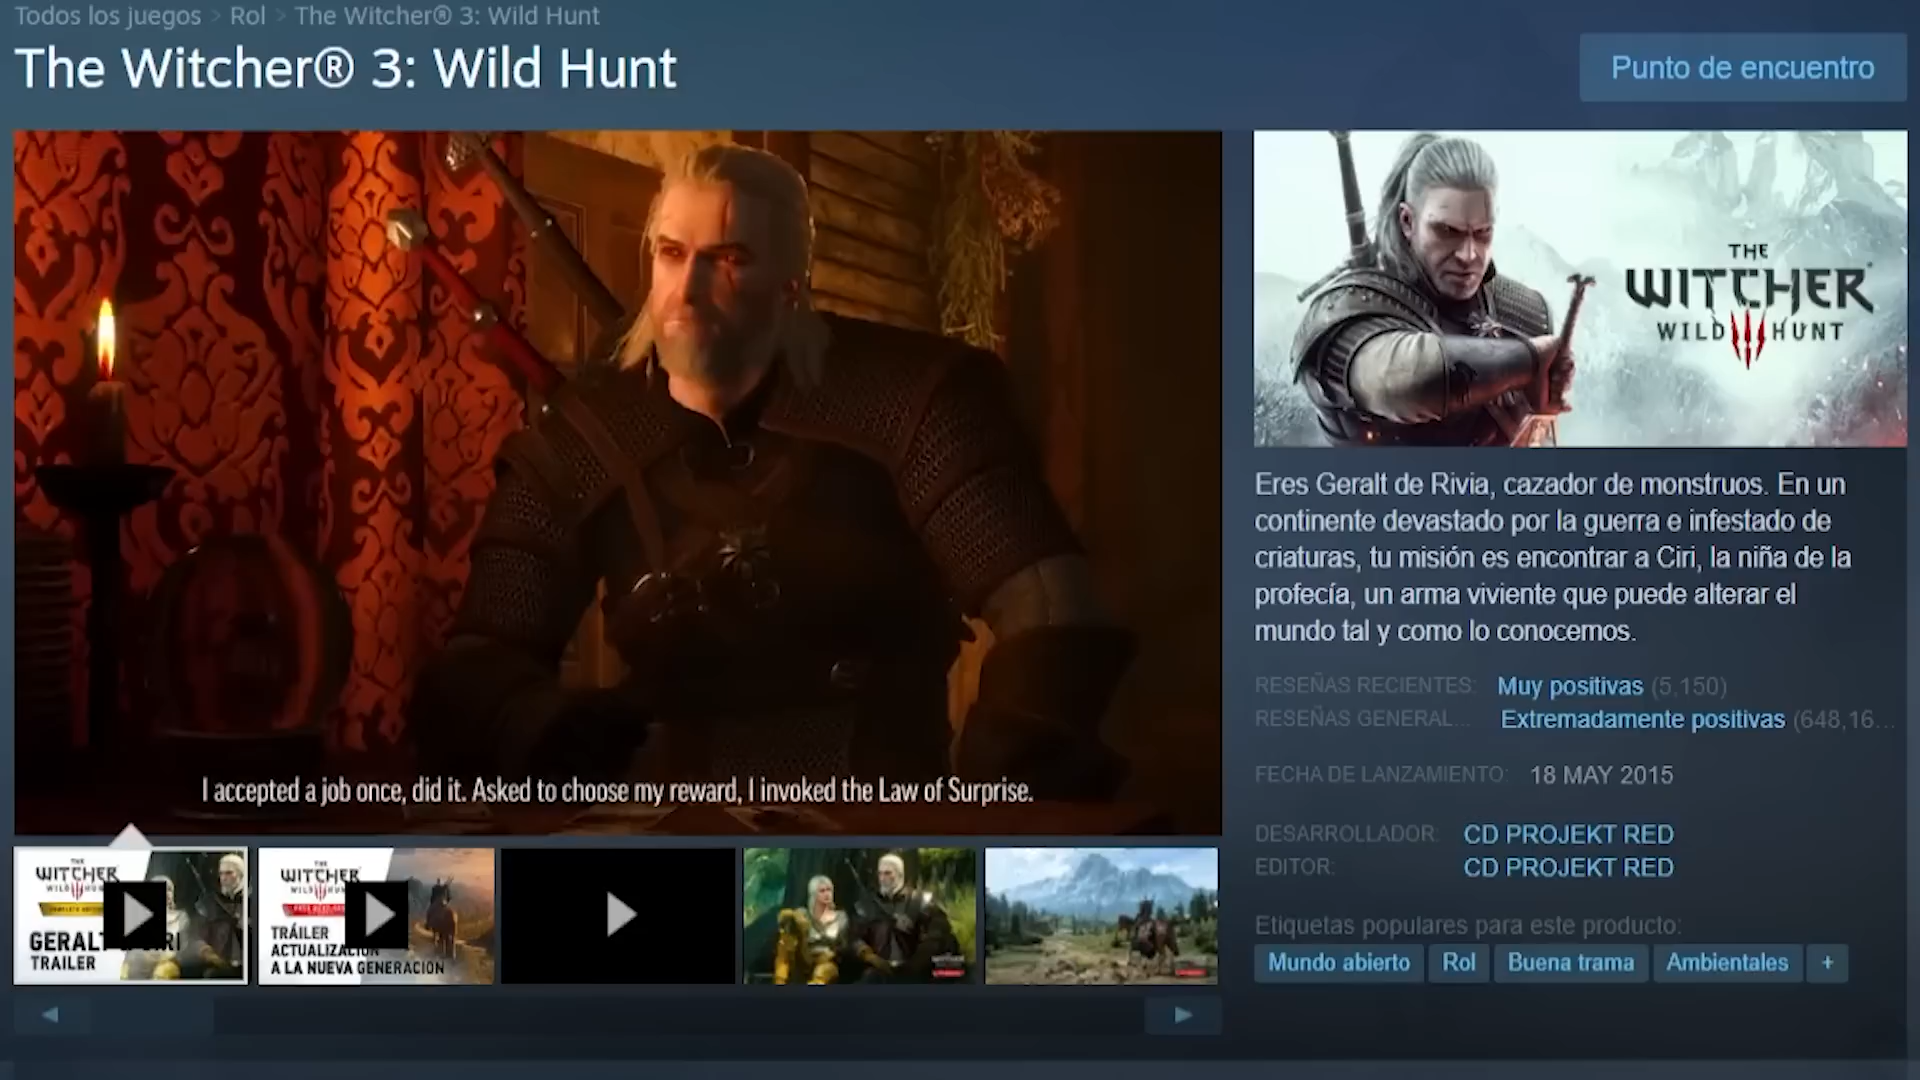 Todos los juegos > Rol > The Witcher® 3: Wild Hunt
The Witcher® 3: Wild Hunt
Punto de encuentro
THE
WITCHER
WILD III HUNT
I accepted a job once, did it. Asked to choose my reward, I invoked the Law of Surprise.
Eres Geralt de Rivia, cazador de monstruos. En un
continente devastado por la guerra e infestado de
criaturas, tu misión es encontrar a Ciri, la niña de la
profecía, un arma viviente que puede alterar el
mundo tal y como lo conocemos.
RESEÑAS RECIENTES: Muy positivas (5,150)
RESEÑAS GENERAL... Extremadamente positivas (648,16...
FECHA DE LANZAMIENTO: 18 MAY 2015
DESARROLLADOR: CD PROJEKT RED
EDITOR: CD PROJEKT RED
Etiquetas populares para este producto:
Mundo abierto Rol Buena trama Ambientales +
THE
WITCHER
GERALT
TRAILER
THE
WITCHER
TRÁILER
ACTUALIZACIÓN
A LA NUEVA GENERACIÓN